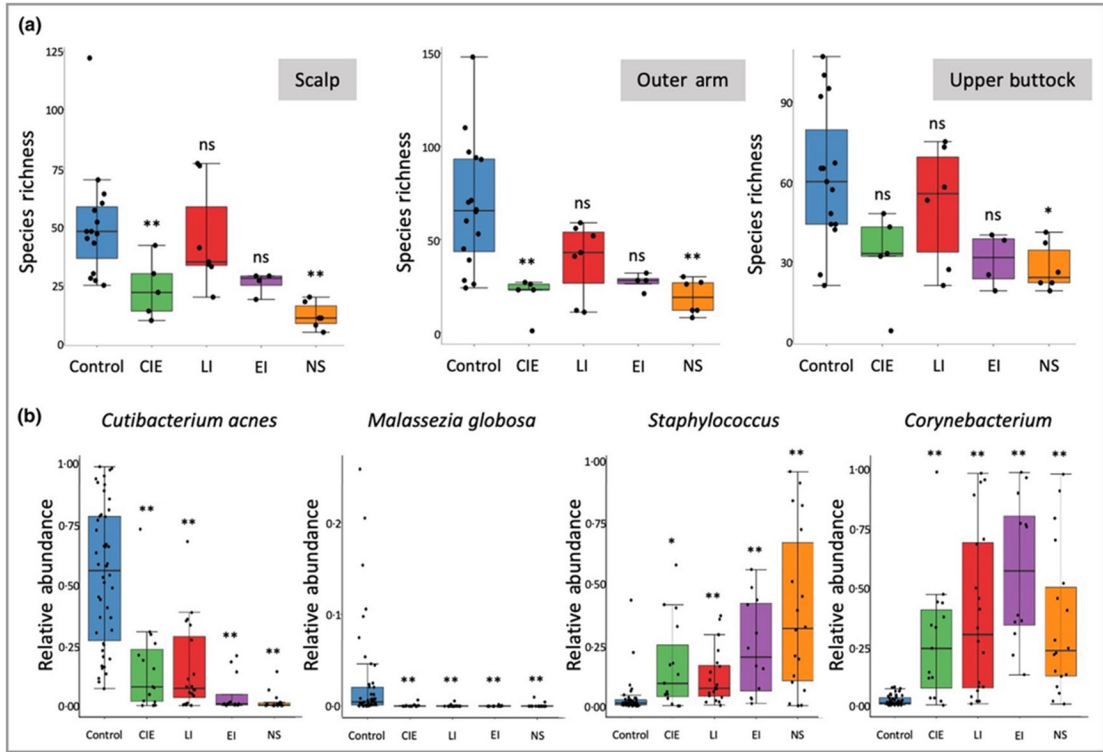 (a)
Scalp
Outer arm
Upper buttock
Species richness
125
100
75
50
25
0
ns
**
ns
**
Control CIE LI EI NS
Species richness
150
100
50
0
**
ns
ns
**
Control CIE LI EI NS
Species richness
90
60
30
0
ns
ns
ns
*
Control CIE LI EI NS
(b)
Cutibacterium acnes
Malassezia globosa
Staphylococcus
Corynebacterium
Relative abundance
1·00
0·75
0·50
0·25
0·00
** ** ** **
Control CIE LI EI NS
Relative abundance
0·2
0·1
0·0
** ** ** **
Control CIE LI EI NS
Relative abundance
1·00
0·75
0·50
0·25
0·00
* ** ** **
Control CIE LI EI NS
Relative abundance
1·00
0·75
0·50
0·25
0·00
** ** ** **
Control CIE LI EI NS